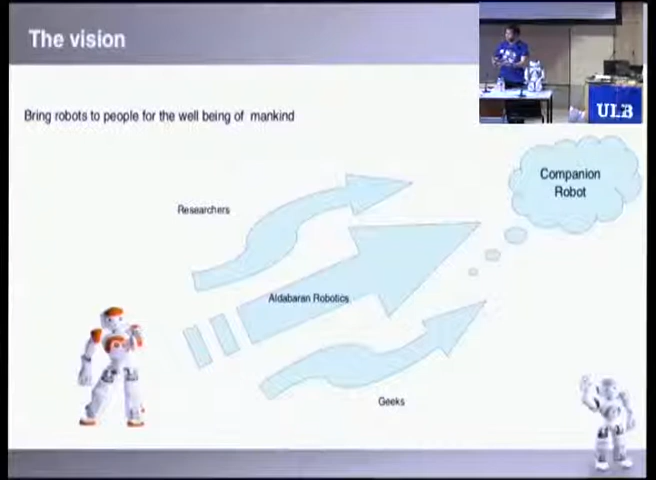 The vision
ULB
Bring robots to people for the well being of mankind
Companion
Robot
Researchers
Aldabaran Robotics
Geeks